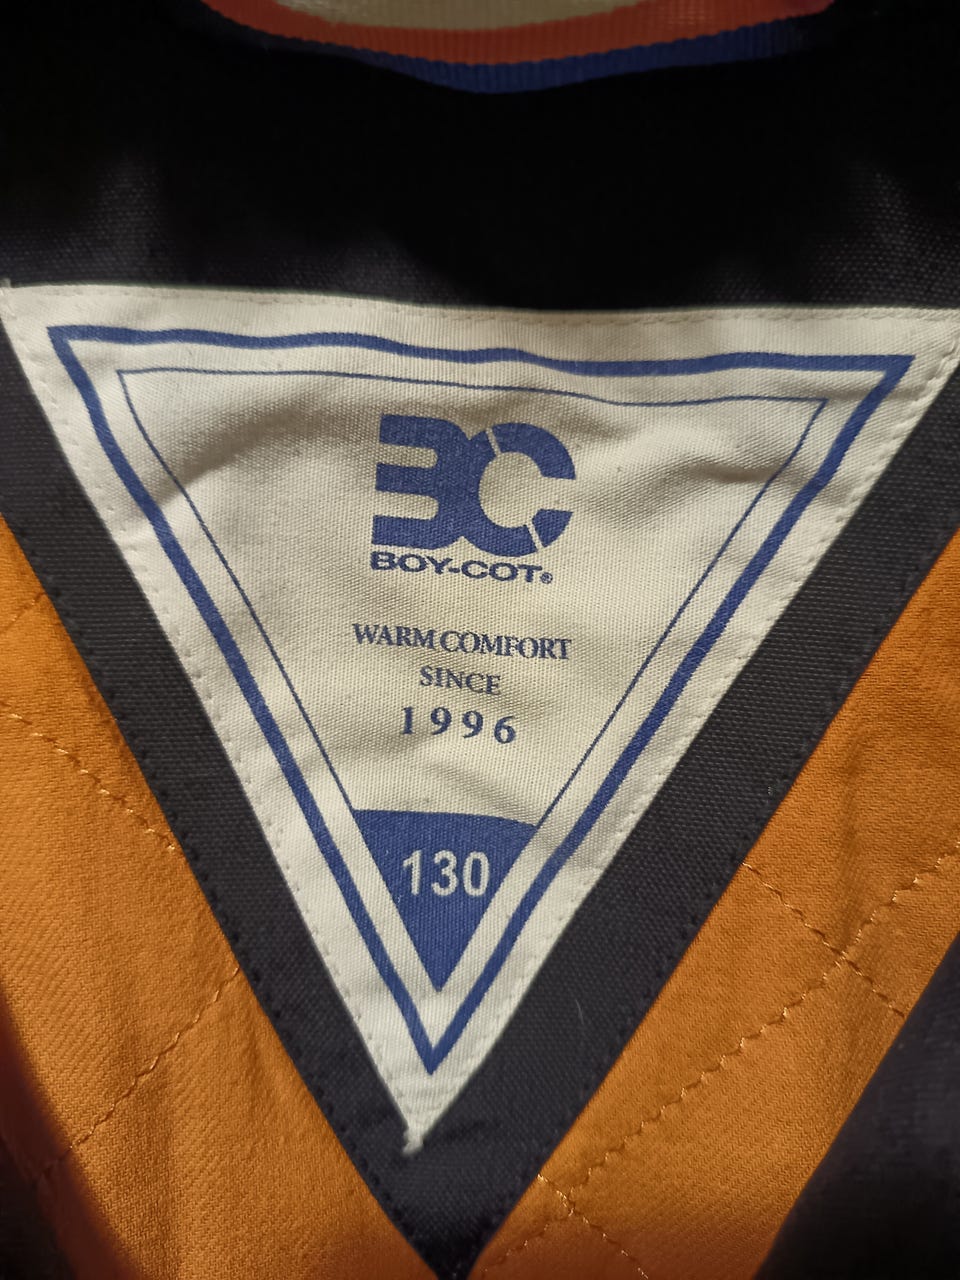 BC
BOY-COT®
WARM COMFORT
SINCE
1996
130